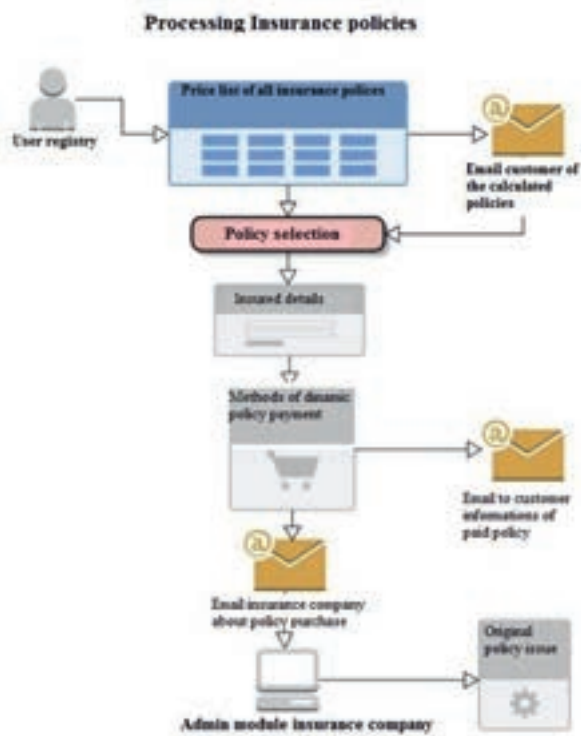 Processing Insurance policies
Price list of all insurance polices
User registry
Email customer of
the calculated
policies
Policy selection
Insured details
Methods of dinamic
policy payment
Email to customer
informations of
paid policy
Email insurance company
about policy purchase
Original
policy issue
Admin module insurance company